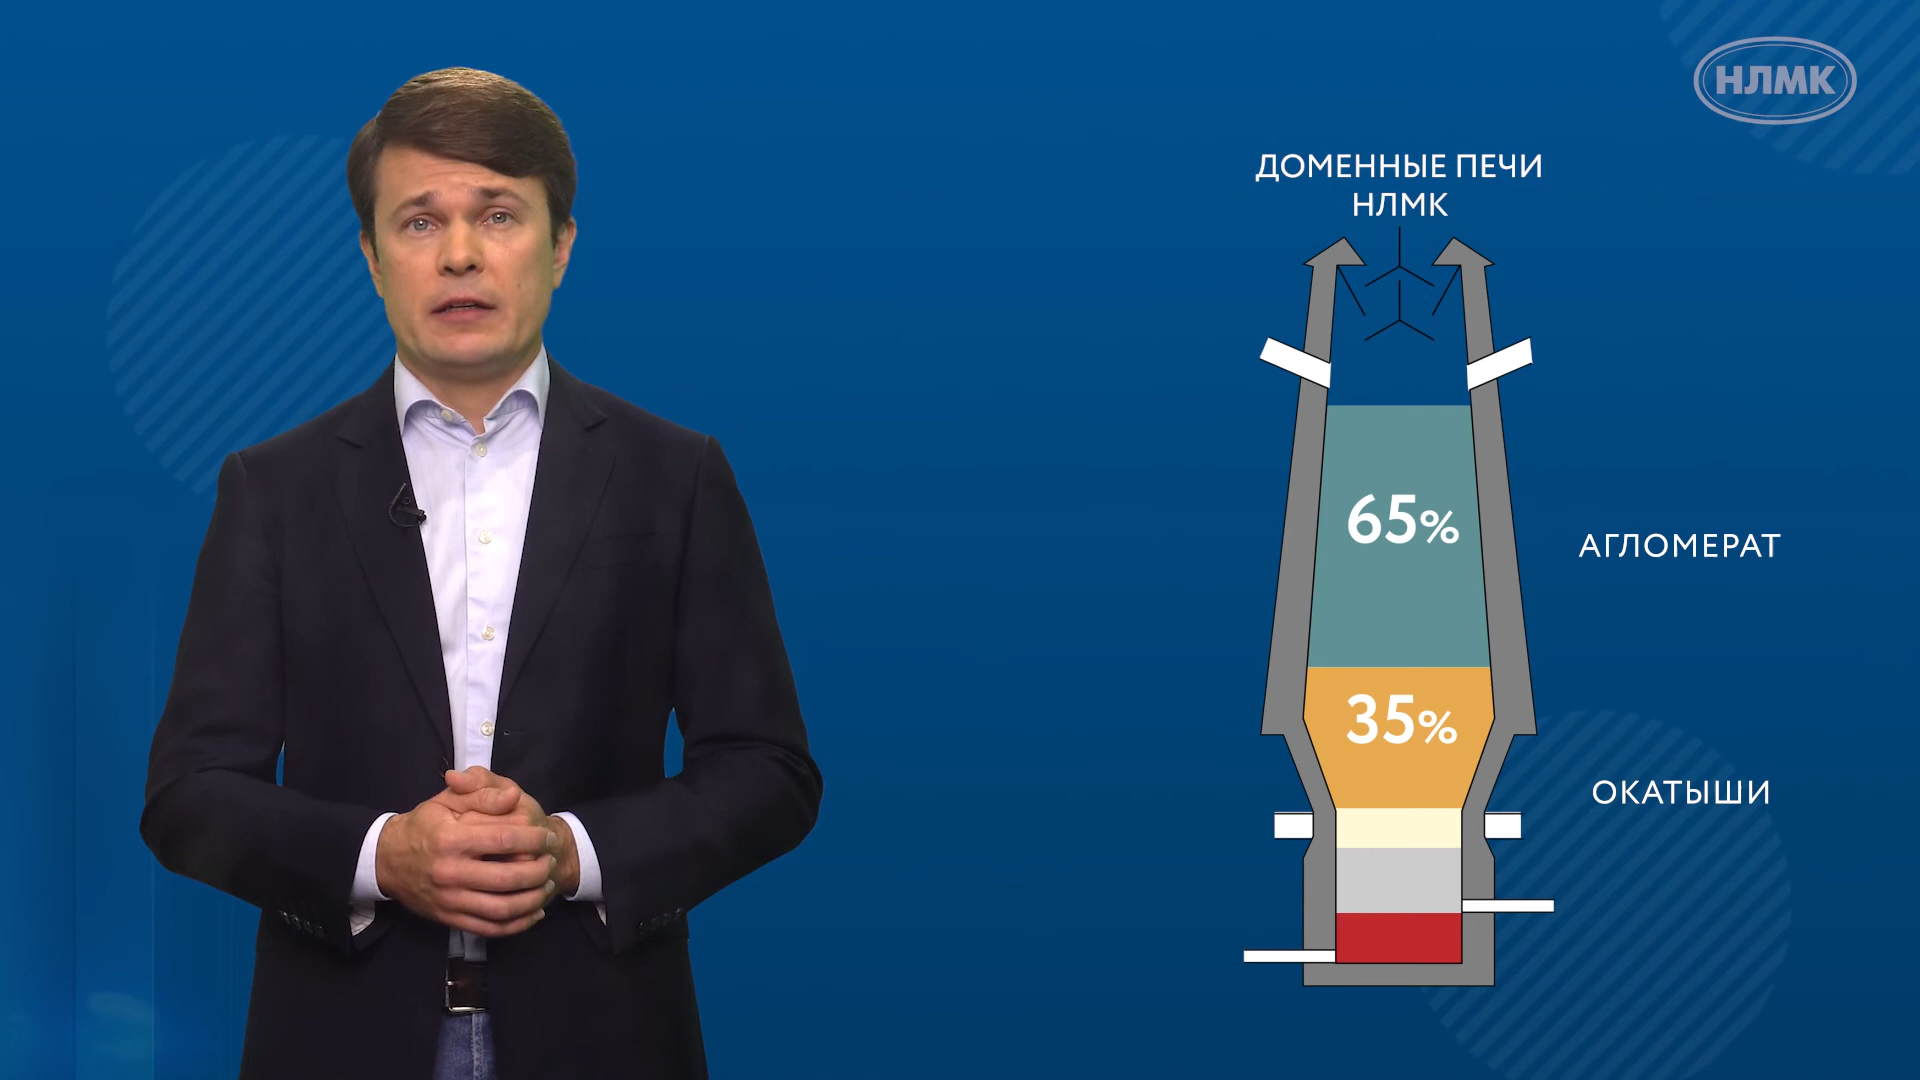 НЛМК
ДОМЕННЫЕ ПЕЧИ
НЛМК
65%
АГЛОМЕРАТ
35%
ОКАТЫШИ